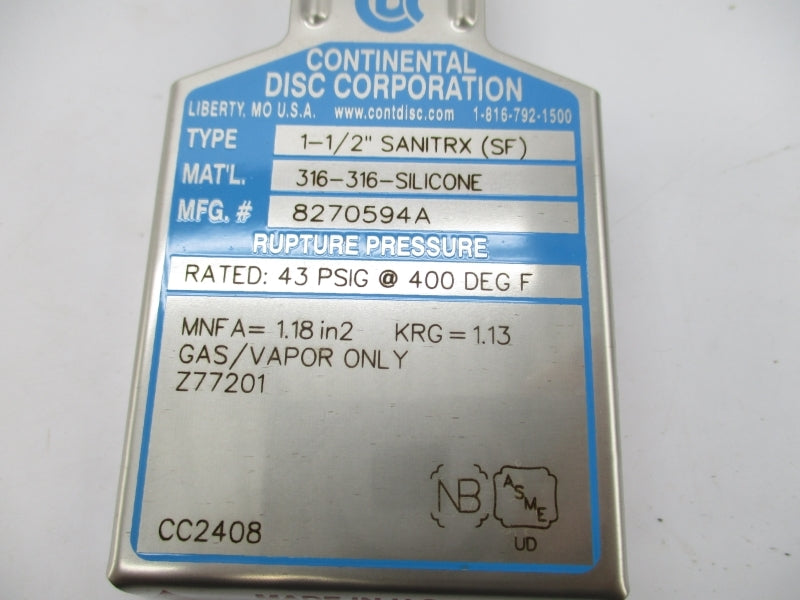 CONTINENTAL
DISC CORPORATION
LIBERTY, MO U.S.A. www.contdisc.com 1-816-792-1500
TYPE 1-1/2" SANITRX (SF)
MAT'L. 316-316-SILICONE
MFG. # 8270594A
RUPTURE PRESSURE
RATED: 43 PSIG @ 400 DEG F
MNFA= 1.18 in2 KRG = 1.13
GAS/VAPOR ONLY
Z77201
NB ASME
UD
CC2408
MADE IN